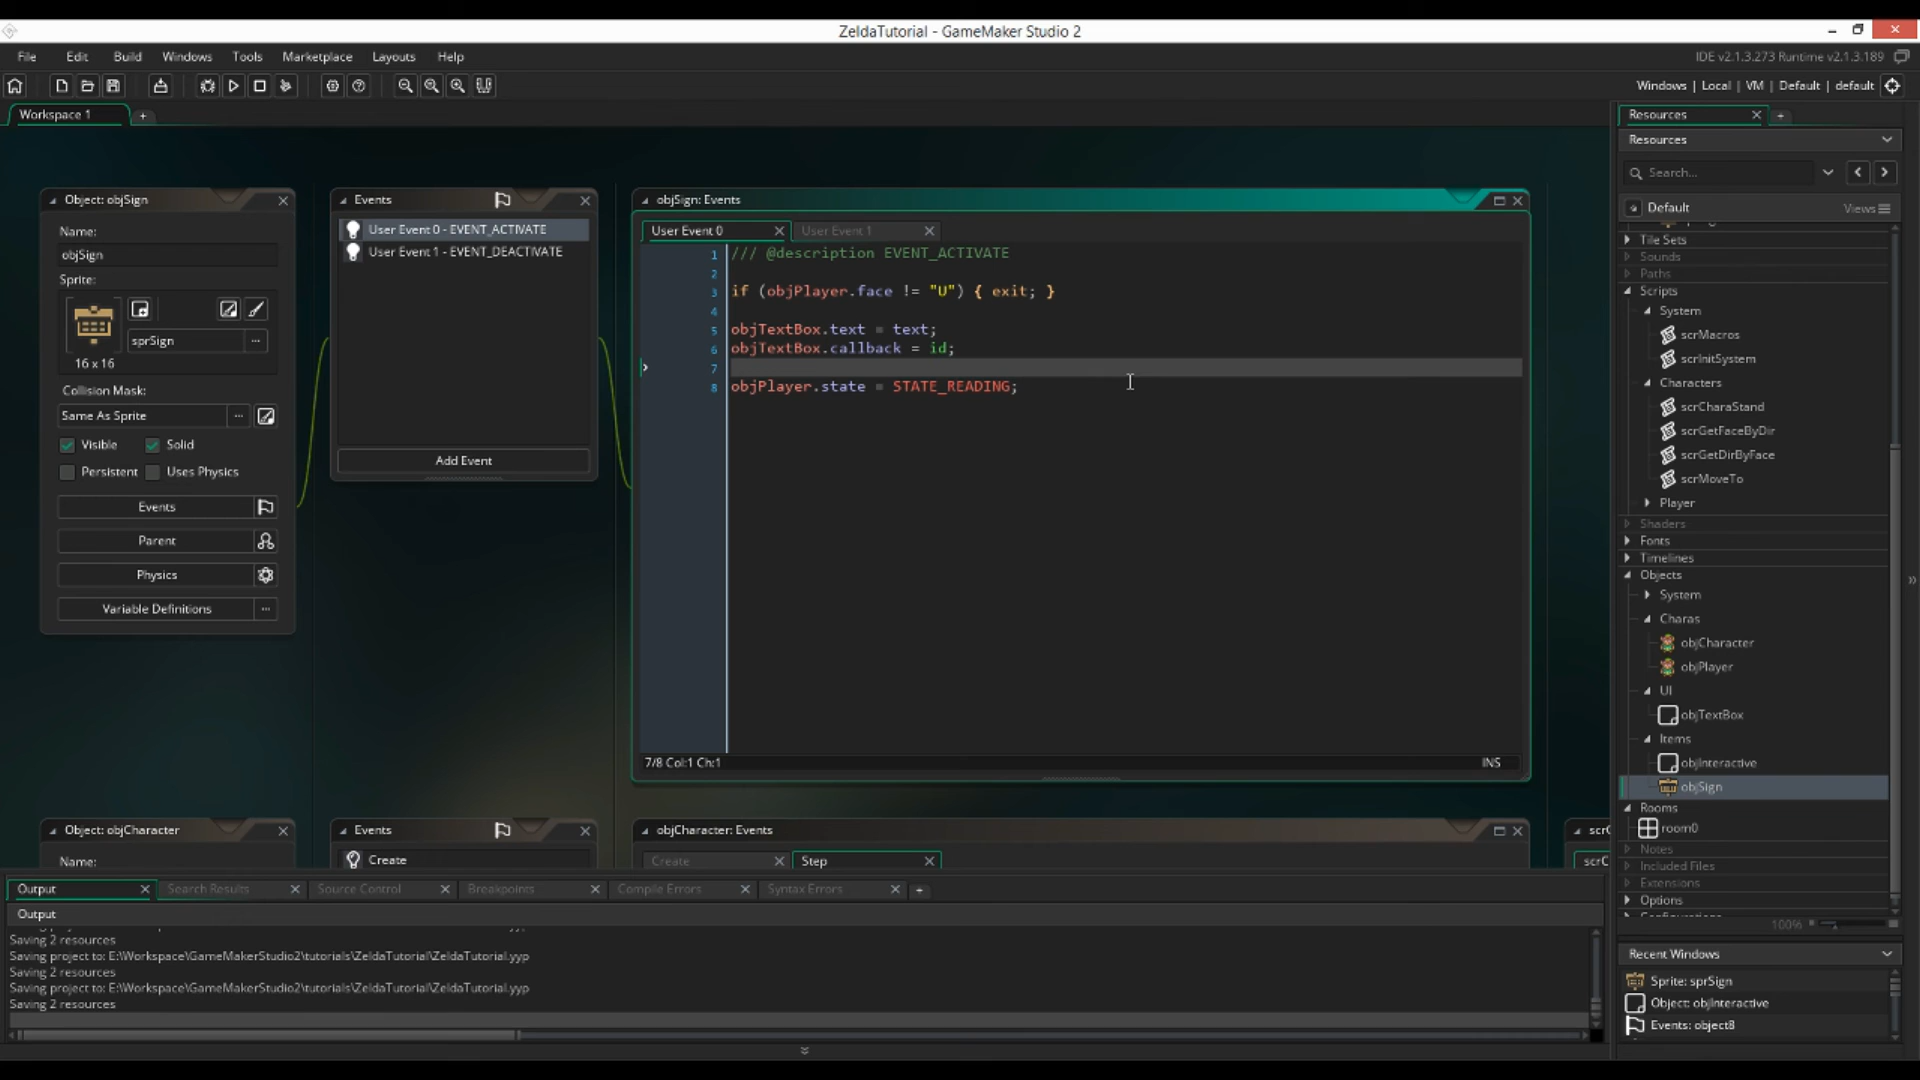 ZeldaTutorial - GameMaker Studio 2
File Edit Build Windows Tools Marketplace Layouts Help
IDE v2.1.3.273 Runtime v2.1.3.189
Windows | Local | VM | Default | default
Workspace 1
Object: objSign
Name:
objSign
Sprite:
sprSign
16 x 16
Collision Mask:
Same As Sprite
Visible Solid
Persistent Uses Physics
Events
Parent
Physics
Variable Definitions
Events
User Event 0 - EVENT_ACTIVATE
User Event 1 - EVENT_DEACTIVATE
Add Event
objSign: Events
User Event 0 User Event 1
1 /// @description EVENT_ACTIVATE
2
3 if (objPlayer.face != "U") { exit; }
4
5 objTextBox.text = text;
6 objTextBox.callback = id;
7
8 objPlayer.state = STATE_READING;
7/8 Col:1 Ch:1 INS
Object: objCharacter
Name:
Events
Create
objCharacter: Events
Create Step
Output Search Results Source Control Breakpoints Compile Errors Syntax Errors
Output
Saving 2 resources
Saving project to: E:\Workspace\GameMakerStudio2\tutorials\ZeldaTutorial\ZeldaTutorial.yyp
Saving 2 resources
Saving project to: E:\Workspace\GameMakerStudio2\tutorials\ZeldaTutorial\ZeldaTutorial.yyp
Saving 2 resources
Resources
Resources
Search...
Default Views
Tile Sets
Sounds
Paths
Scripts
System
scrMacros
scrInitSystem
Characters
scrCharaStand
scrGetFaceByDir
scrGetDirByFace
scrMoveTo
Player
Shaders
Fonts
Timelines
Objects
System
Charas
objCharacter
objPlayer
UI
objTextBox
Items
objInteractive
objSign
Rooms
room0
Notes
Included Files
Extensions
Options
100%
Recent Windows
Sprite: sprSign
Object: objInteractive
Events: object8